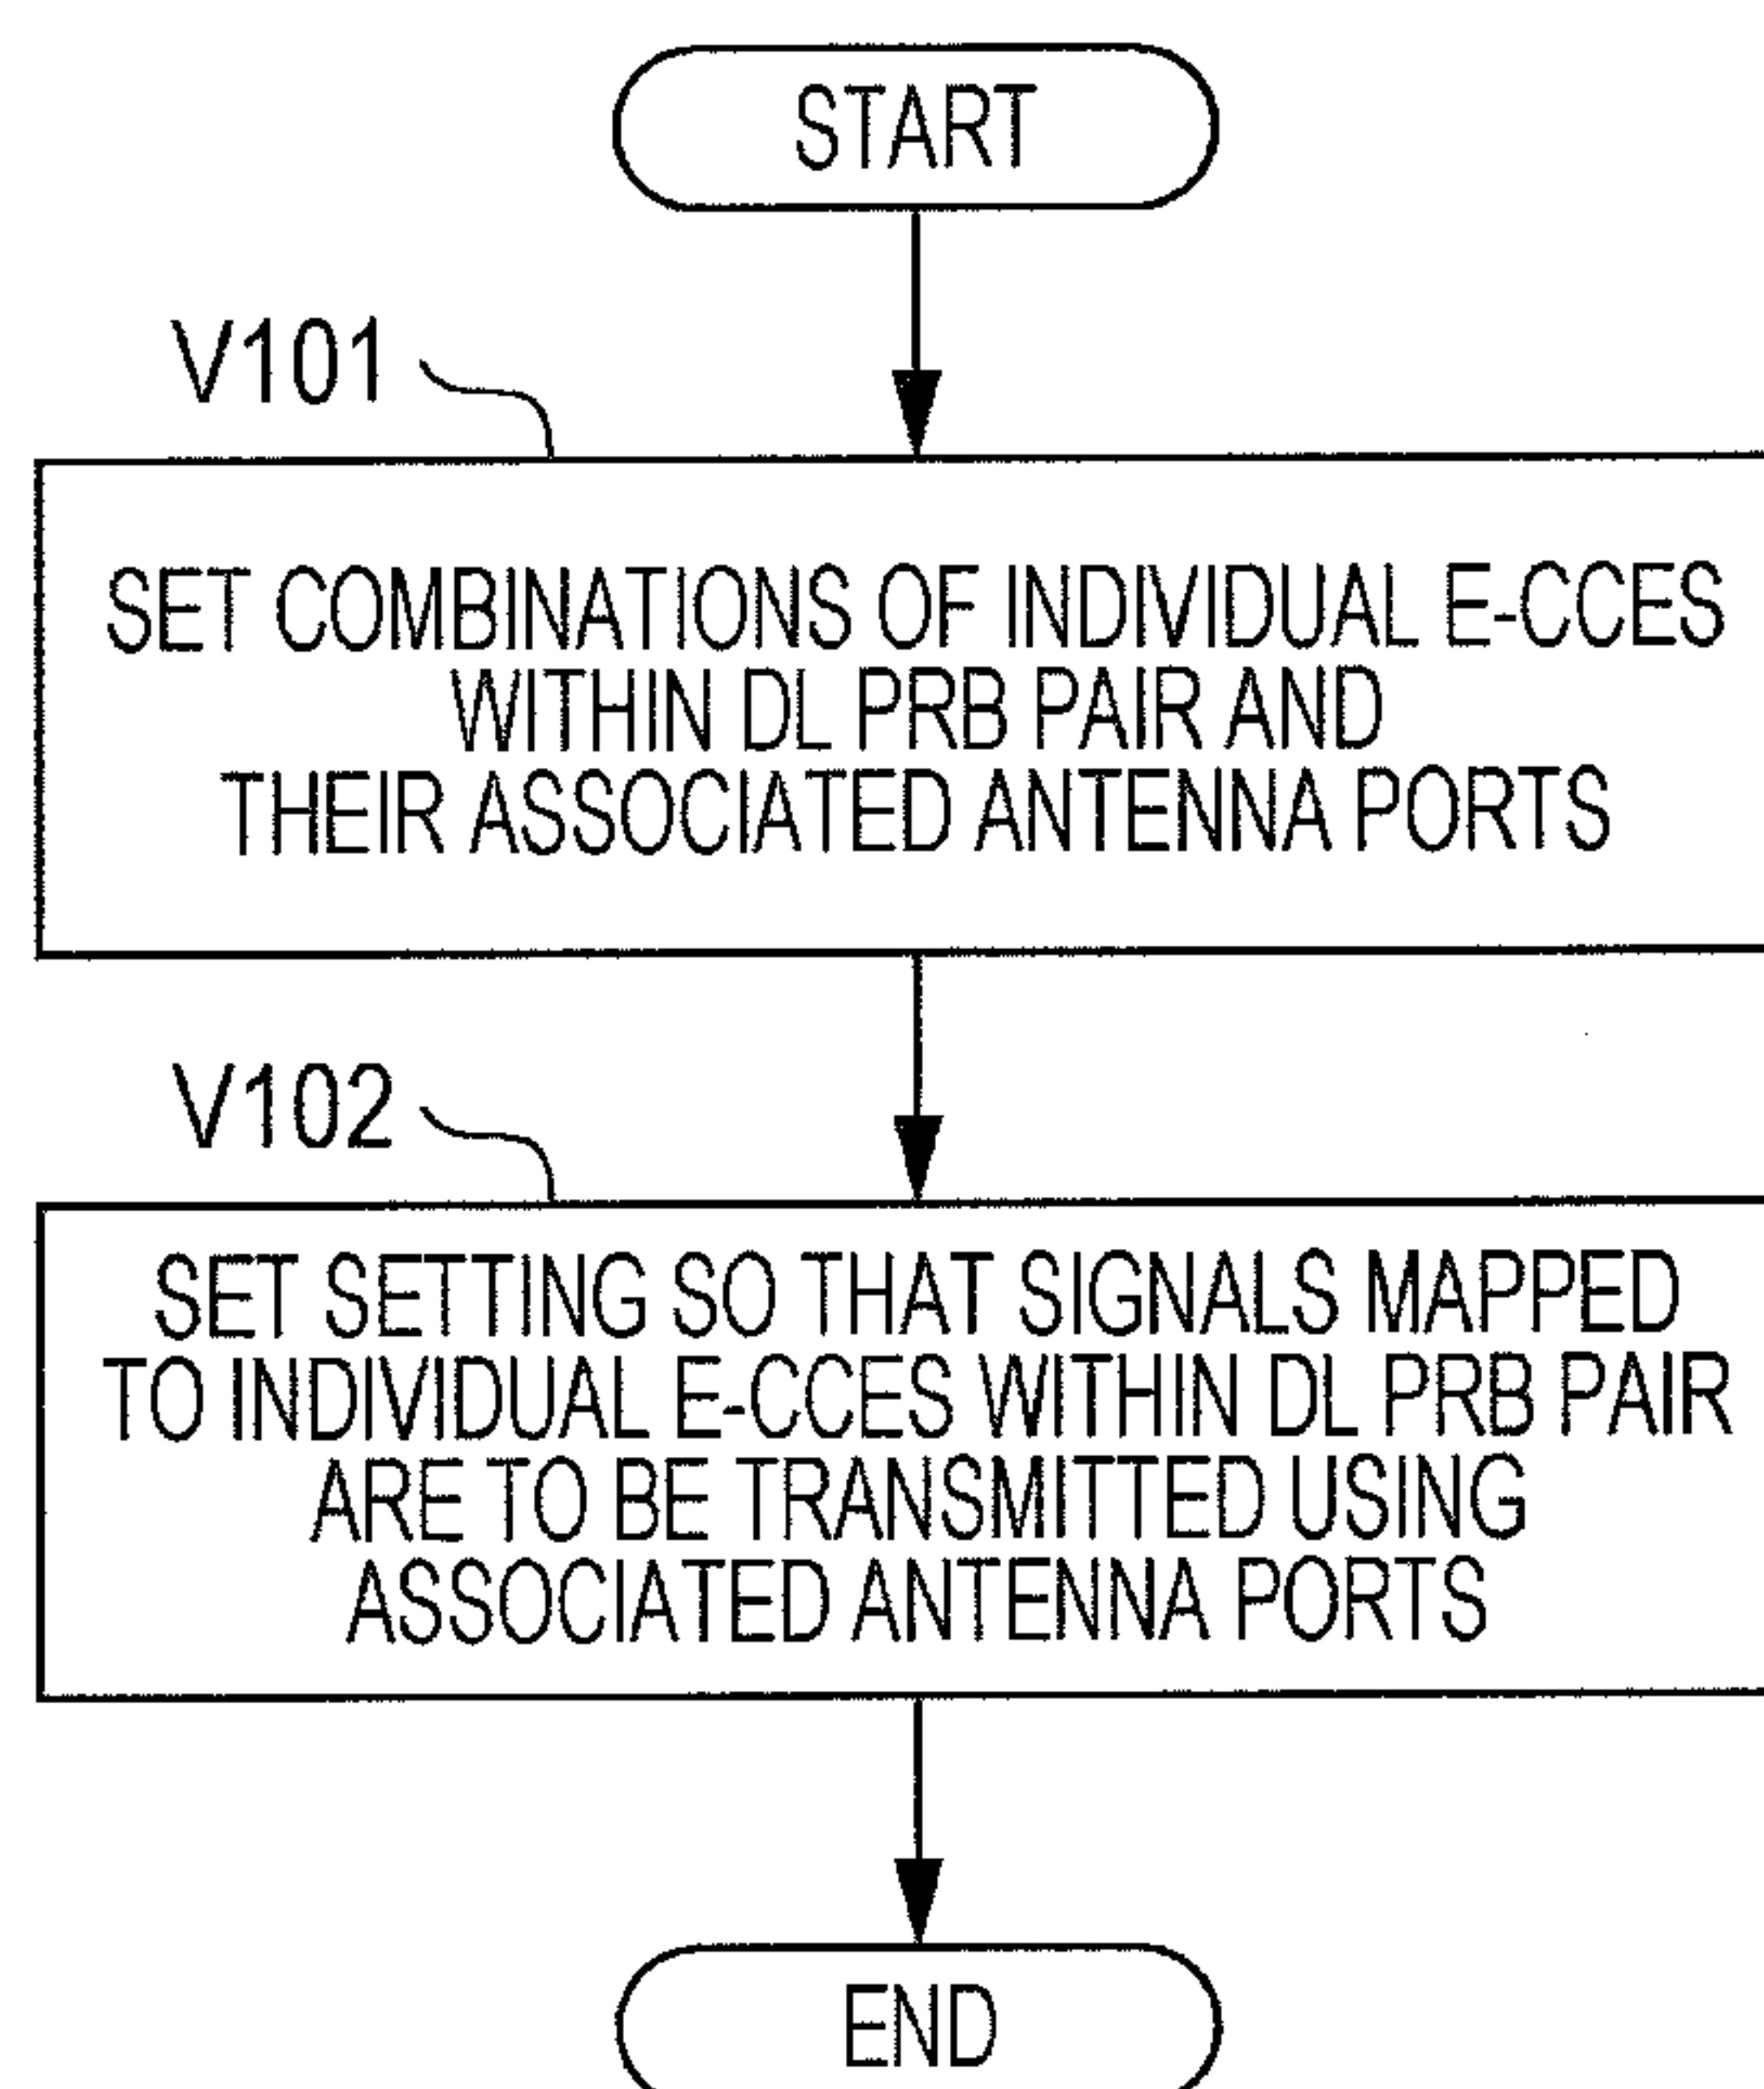 START
V101
SET COMBINATIONS OF INDIVIDUAL E-CCES
WITHIN DL PRB PAIR AND
THEIR ASSOCIATED ANTENNA PORTS
V102
SET SETTING SO THAT SIGNALS MAPPED
TO INDIVIDUAL E-CCES WITHIN DL PRB PAIR
ARE TO BE TRANSMITTED USING
ASSOCIATED ANTENNA PORTS
END